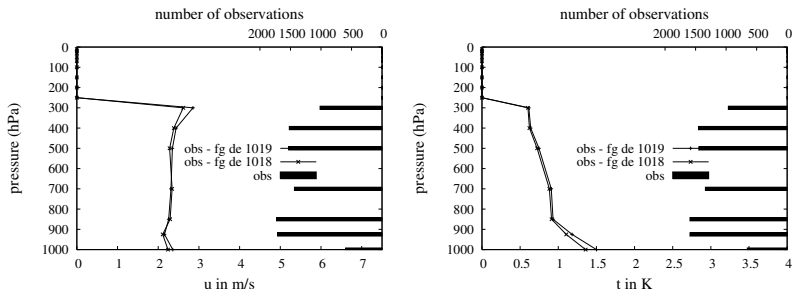 number of observations
2000 1500 1000 500 0
0
100
200
300
400
500
600
700
800
900
1000
pressure (hPa)
obs - fg de 1019
obs - fg de 1018
obs
0 1 2 3 4 5 6 7
u in m/s
number of observations
2000 1500 1000 500 0
0
100
200
300
400
500
600
700
800
900
1000
pressure (hPa)
obs - fg de 1019
obs - fg de 1018
obs
0 0.5 1 1.5 2 2.5 3 3.5 4
t in K